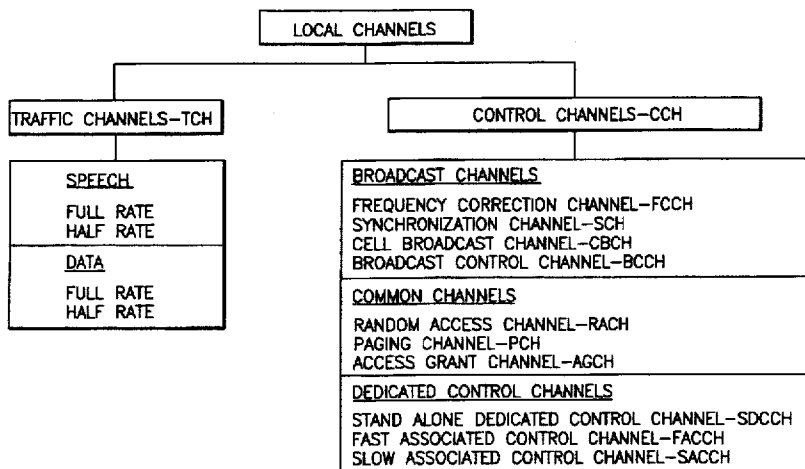 LOCAL CHANNELS
TRAFFIC CHANNELS-TCH
SPEECH
FULL RATE
HALF RATE
DATA
FULL RATE
HALF RATE
CONTROL CHANNELS-CCH
BROADCAST CHANNELS
FREQUENCY CORRECTION CHANNEL-FCCH
SYNCHRONIZATION CHANNEL-SCH
CELL BROADCAST CHANNEL-CBCH
BROADCAST CONTROL CHANNEL-BCCH
COMMON CHANNELS
RANDOM ACCESS CHANNEL-RACH
PAGING CHANNEL-PCH
ACCESS GRANT CHANNEL-AGCH
DEDICATED CONTROL CHANNELS
STAND ALONE DEDICATED CONTROL CHANNEL-SDCCH
FAST ASSOCIATED CONTROL CHANNEL-FACCH
SLOW ASSOCIATED CONTROL CHANNEL-SACCH